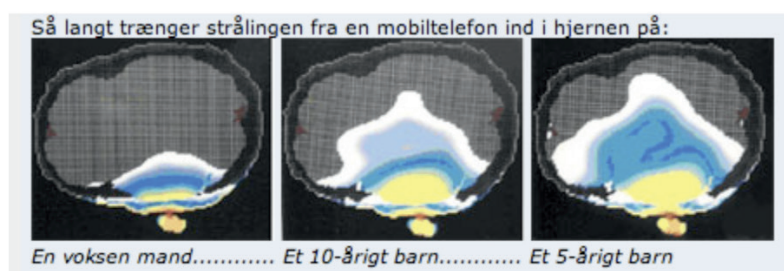 Så langt trænger strålingen fra en mobiltelefon ind i hjernen på:
En voksen mand............ Et 10-årigt barn............ Et 5-årigt barn